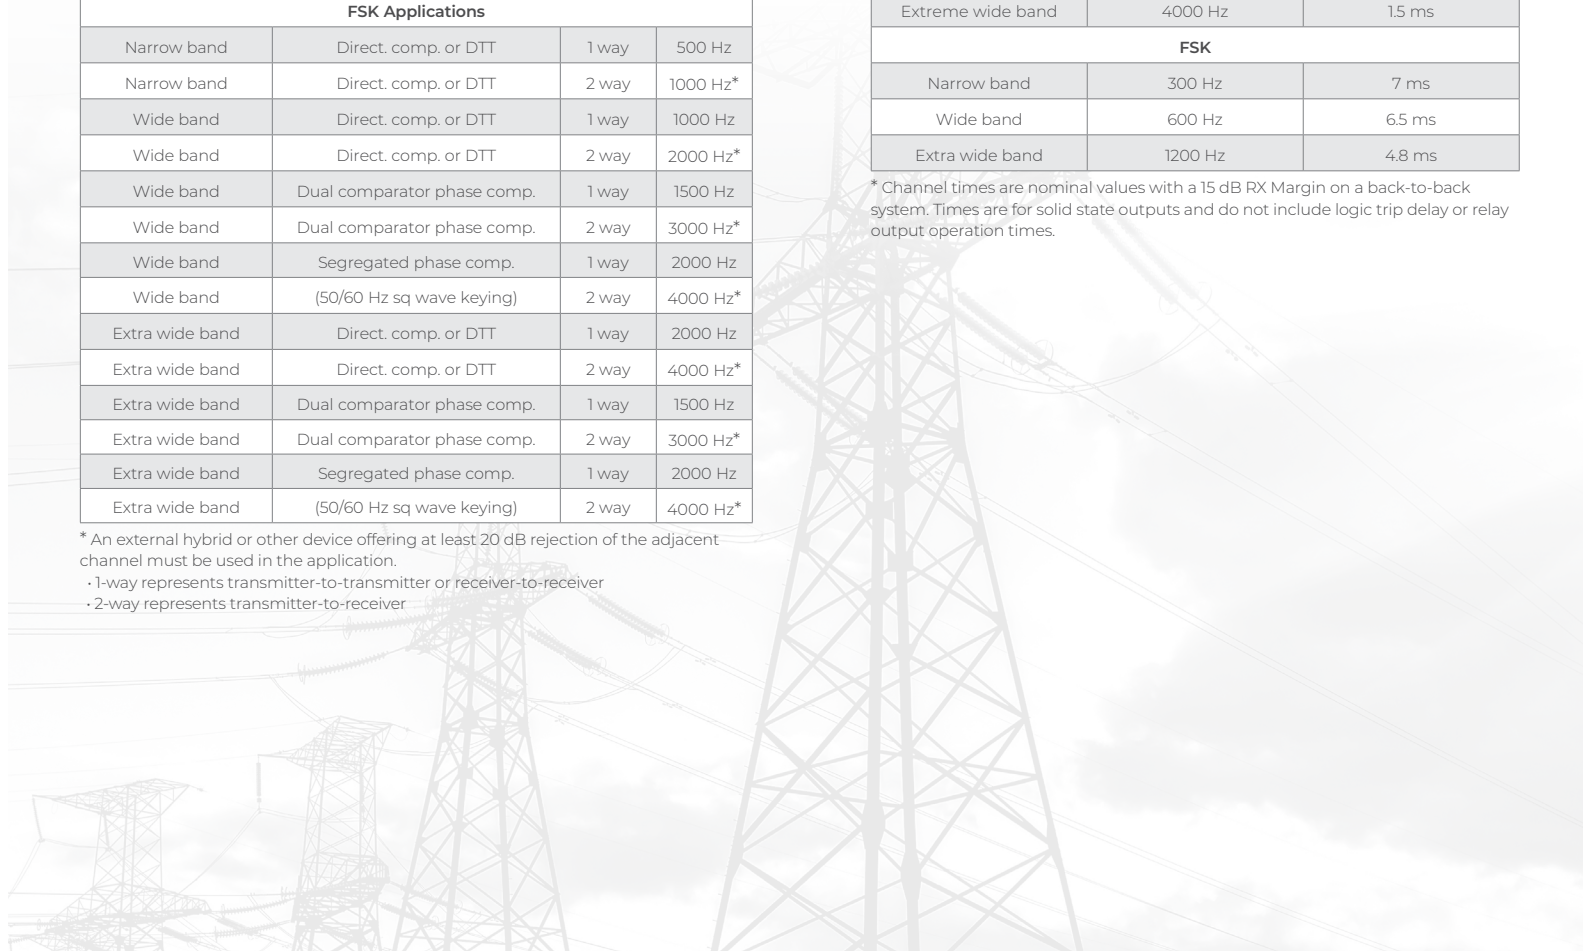 FSK Applications
Narrow band Direct. comp. or DTT 1 way 500 Hz
Narrow band Direct. comp. or DTT 2 way 1000 Hz*
Wide band Direct. comp. or DTT 1 way 1000 Hz
Wide band Direct. comp. or DTT 2 way 2000 Hz*
Wide band Dual comparator phase comp. 1 way 1500 Hz
Wide band Dual comparator phase comp. 2 way 3000 Hz*
Wide band Segregated phase comp. 1 way 2000 Hz
Wide band (50/60 Hz sq wave keying) 2 way 4000 Hz*
Extra wide band Direct. comp. or DTT 1 way 2000 Hz
Extra wide band Direct. comp. or DTT 2 way 4000 Hz*
Extra wide band Dual comparator phase comp. 1 way 1500 Hz
Extra wide band Dual comparator phase comp. 2 way 3000 Hz*
Extra wide band Segregated phase comp. 1 way 2000 Hz
Extra wide band (50/60 Hz sq wave keying) 2 way 4000 Hz*
* An external hybrid or other device offering at least 20 dB rejection of the adjacent
channel must be used in the application.
• 1-way represents transmitter-to-transmitter or receiver-to-receiver
• 2-way represents transmitter-to-receiver
Extreme wide band 4000 Hz 1.5 ms
FSK
Narrow band 300 Hz 7 ms
Wide band 600 Hz 6.5 ms
Extra wide band 1200 Hz 4.8 ms
* Channel times are nominal values with a 15 dB RX Margin on a back-to-back
system. Times are for solid state outputs and do not include logic trip delay or relay
output operation times.